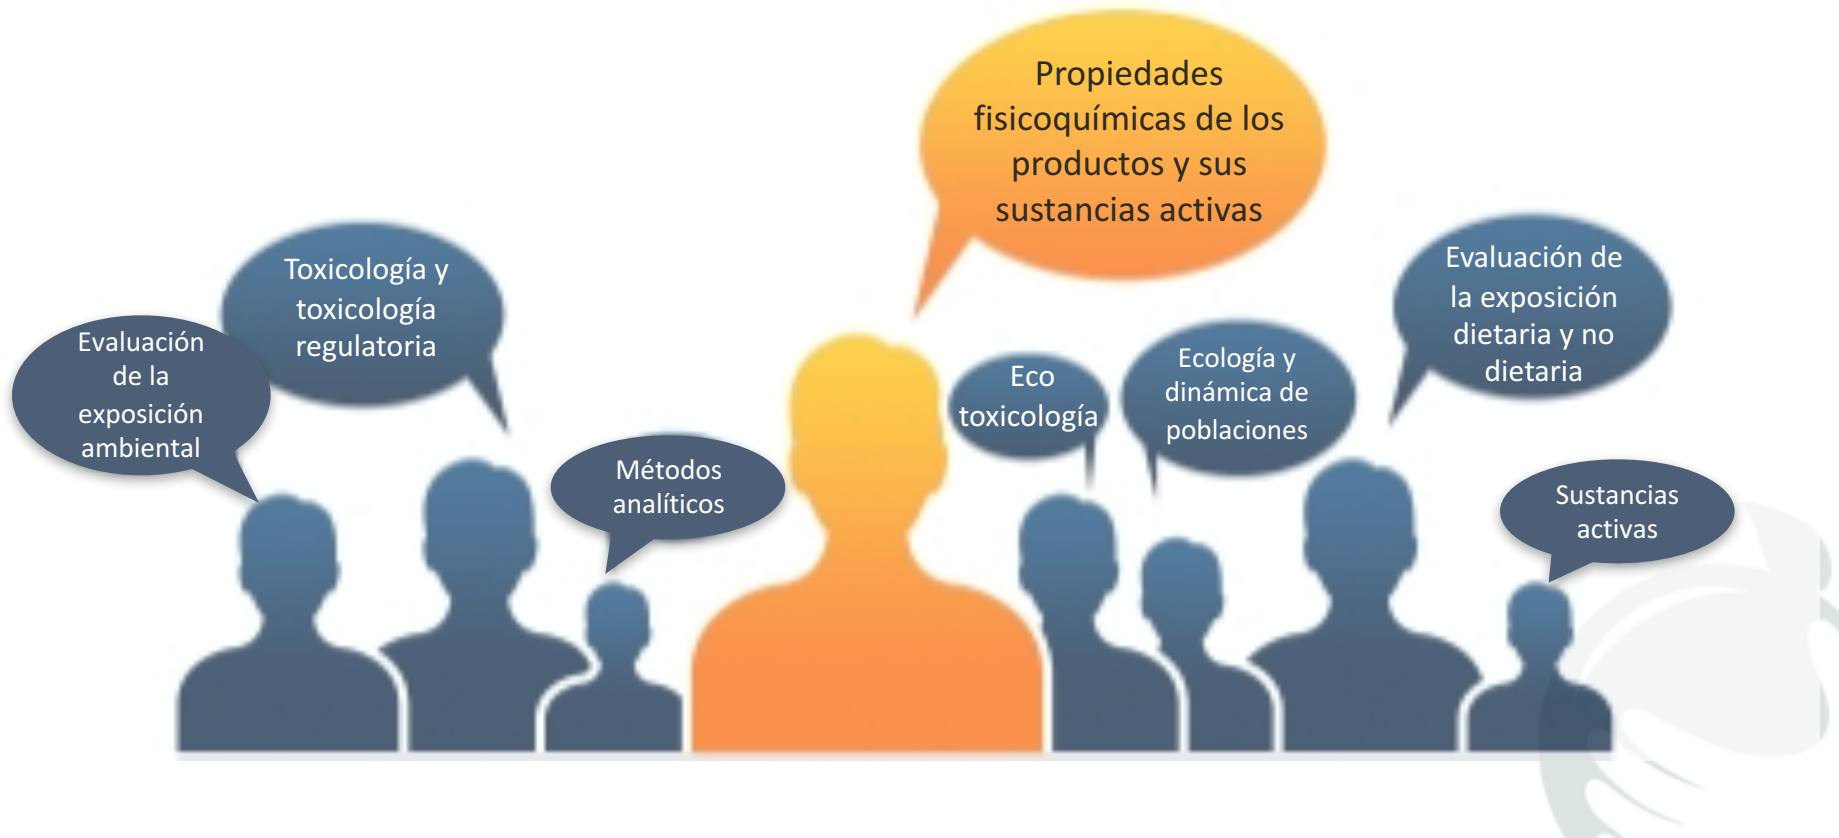 Propiedades
fisicoquímicas de los
productos y sus
sustancias activas
Toxicología y
toxicología
regulatoria
Evaluación de
la exposición
dietaria y no
dietaria
Evaluación
de la
exposición
ambiental
Eco
toxicología
Ecología y
dinámica de
poblaciones
Métodos
analíticos
Sustancias
activas